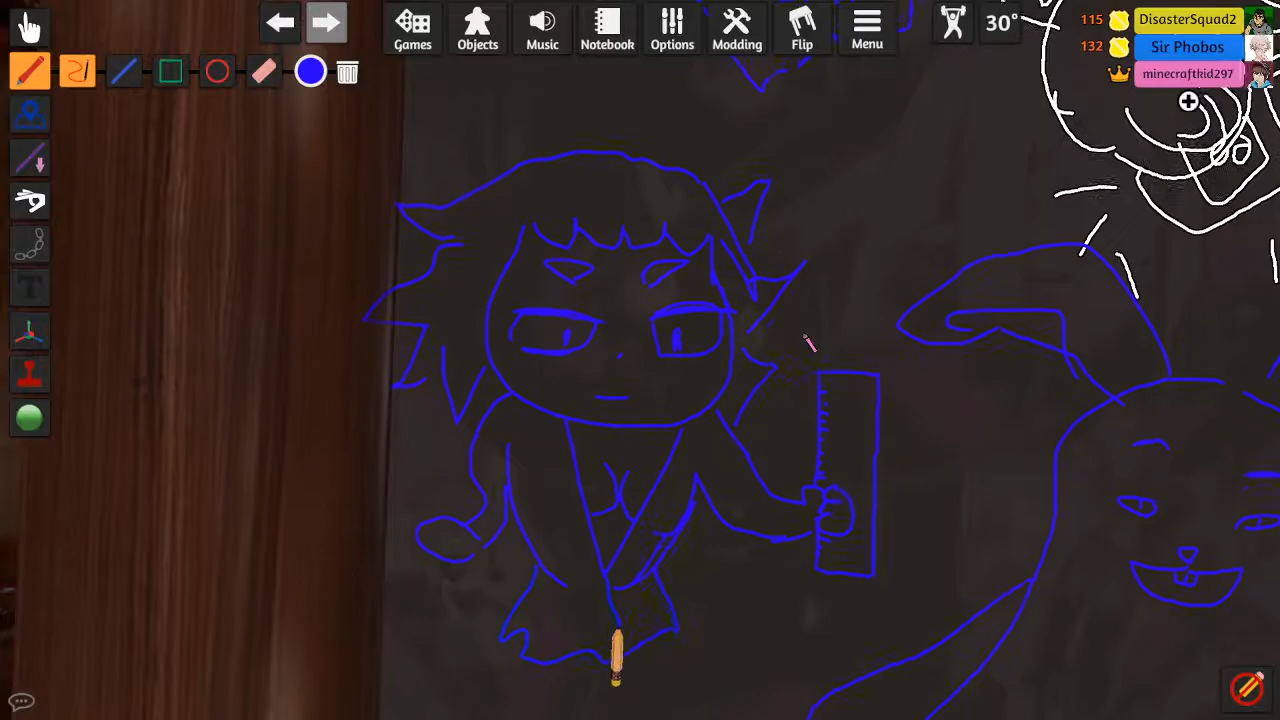 Games Objects Music Notebook Options Modding Flip Menu 30°
115 DisasterSquad2
132 Sir Phobos
minecraftkid297
T